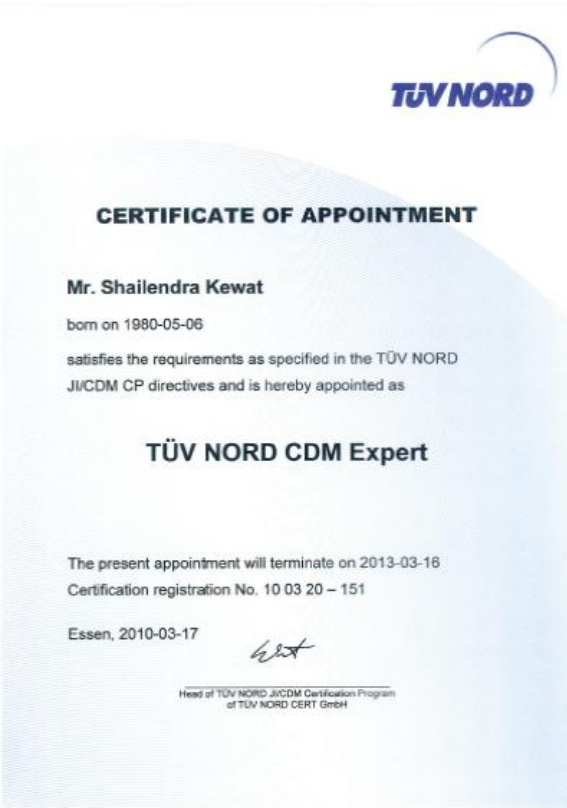 TÜV NORD
CERTIFICATE OF APPOINTMENT
Mr. Shailendra Kewat
born on 1980-05-06
satisfies the requirements as specified in the TÜV NORD
JI/CDM CP directives and is hereby appointed as
TÜV NORD CDM Expert
The present appointment will terminate on 2013-03-16
Certification registration No. 10 03 20 – 151
Essen, 2010-03-17
Head of TÜV NORD JI/CDM Certification Program
of TÜV NORD CERT GmbH